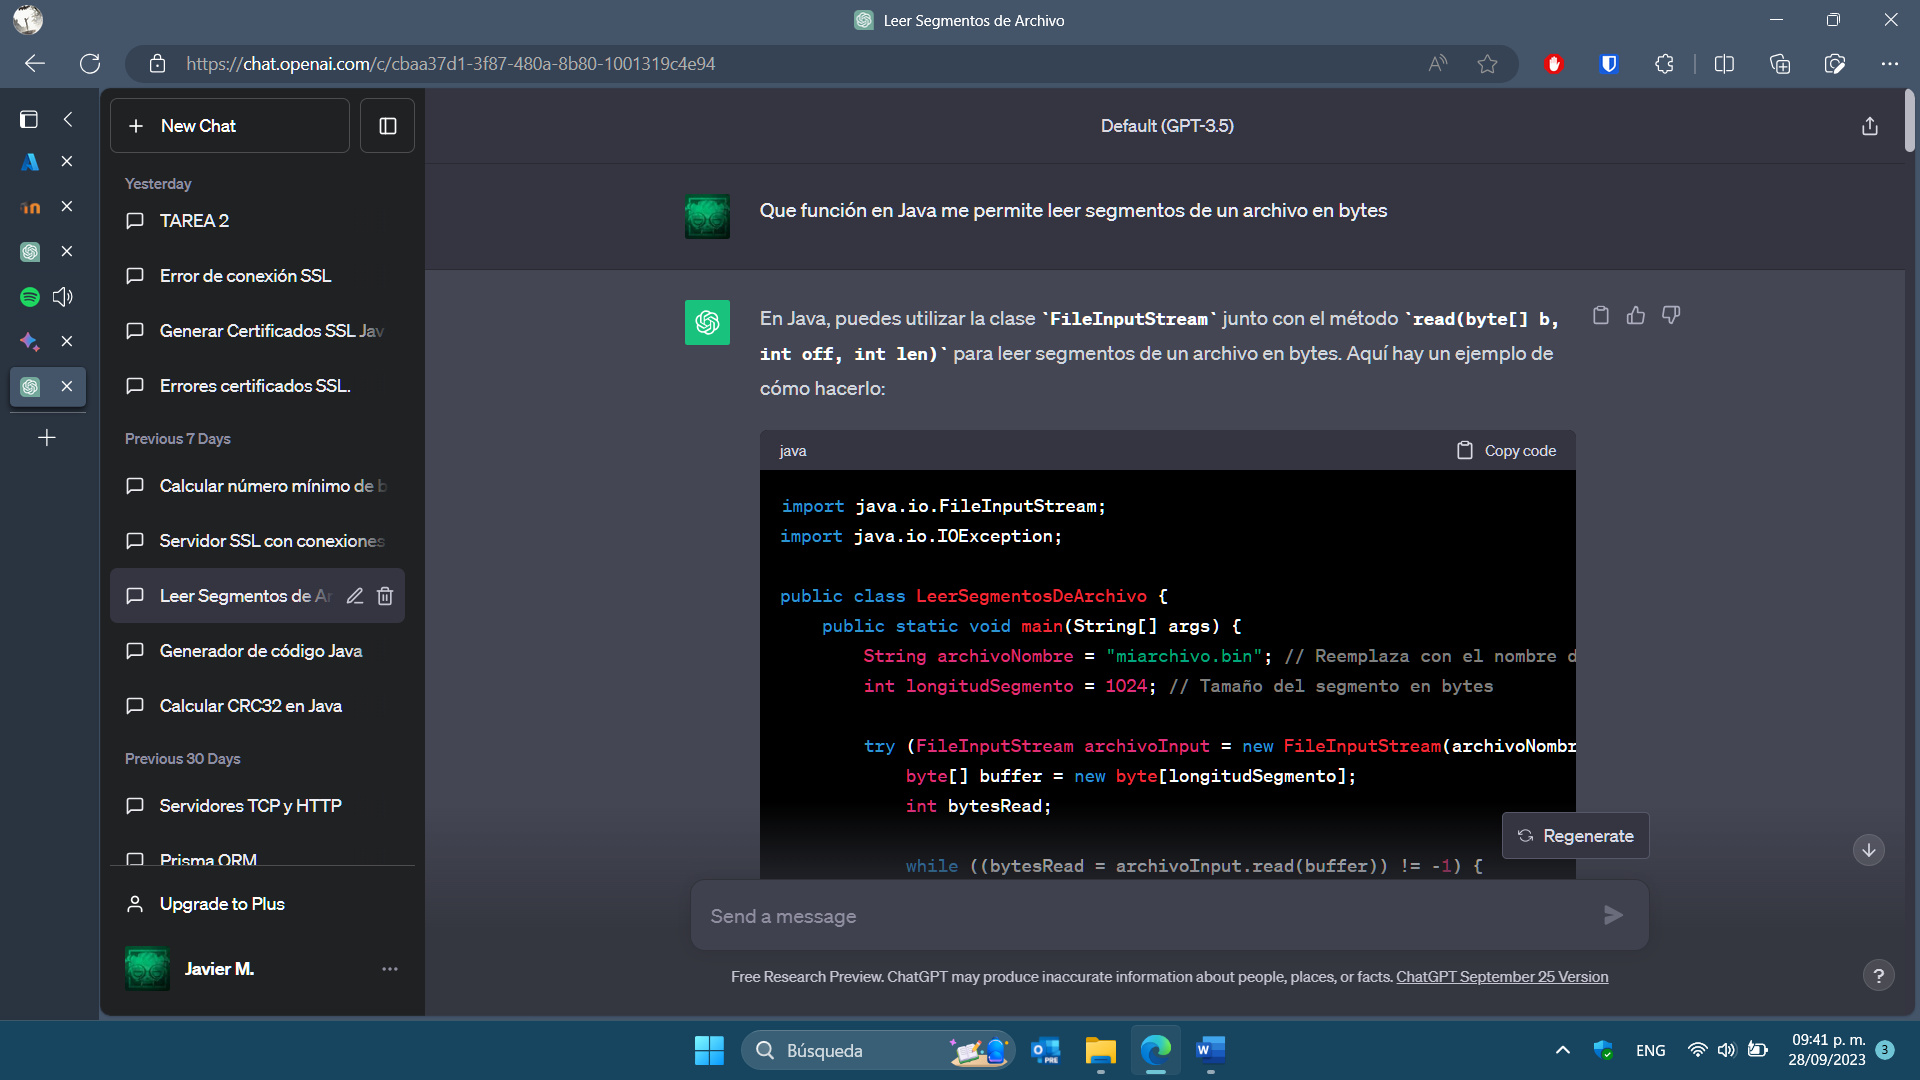 Leer Segmentos de Archivo
https://chat.openai.com/c/cbaa37d1-3f87-480a-8b80-1001319c4e94
New Chat
Yesterday
TAREA 2
Error de conexión SSL
Generar Certificados SSL Jav
Errores certificados SSL.
Previous 7 Days
Calcular número mínimo de b
Servidor SSL con conexiones
Leer Segmentos de Ar
Generador de código Java
Calcular CRC32 en Java
Previous 30 Days
Servidores TCP y HTTP
Prisma ORM
Upgrade to Plus
Javier M.
Default (GPT-3.5)
Que función en Java me permite leer segmentos de un archivo en bytes
En Java, puedes utilizar la clase `FileInputStream` junto con el método `read(byte[] b,
int off, int len)` para leer segmentos de un archivo en bytes. Aquí hay un ejemplo de
cómo hacerlo:
java
Copy code
import java.io.FileInputStream;
import java.io.IOException;
public class LeerSegmentosDeArchivo {
public static void main(String[] args) {
String archivoNombre = "miarchivo.bin"; // Reemplaza con el nombre d
int longitudSegmento = 1024; // Tamaño del segmento en bytes
try (FileInputStream archivoInput = new FileInputStream(archivoNombr
byte[] buffer = new byte[longitudSegmento];
int bytesRead;
while ((bytesRead = archivoInput.read(buffer)) != -1) {
Regenerate
Send a message
Free Research Preview. ChatGPT may produce inaccurate information about people, places, or facts. ChatGPT September 25 Version
?
Búsqueda
ENG
09:41 p. m.
28/09/2023
3